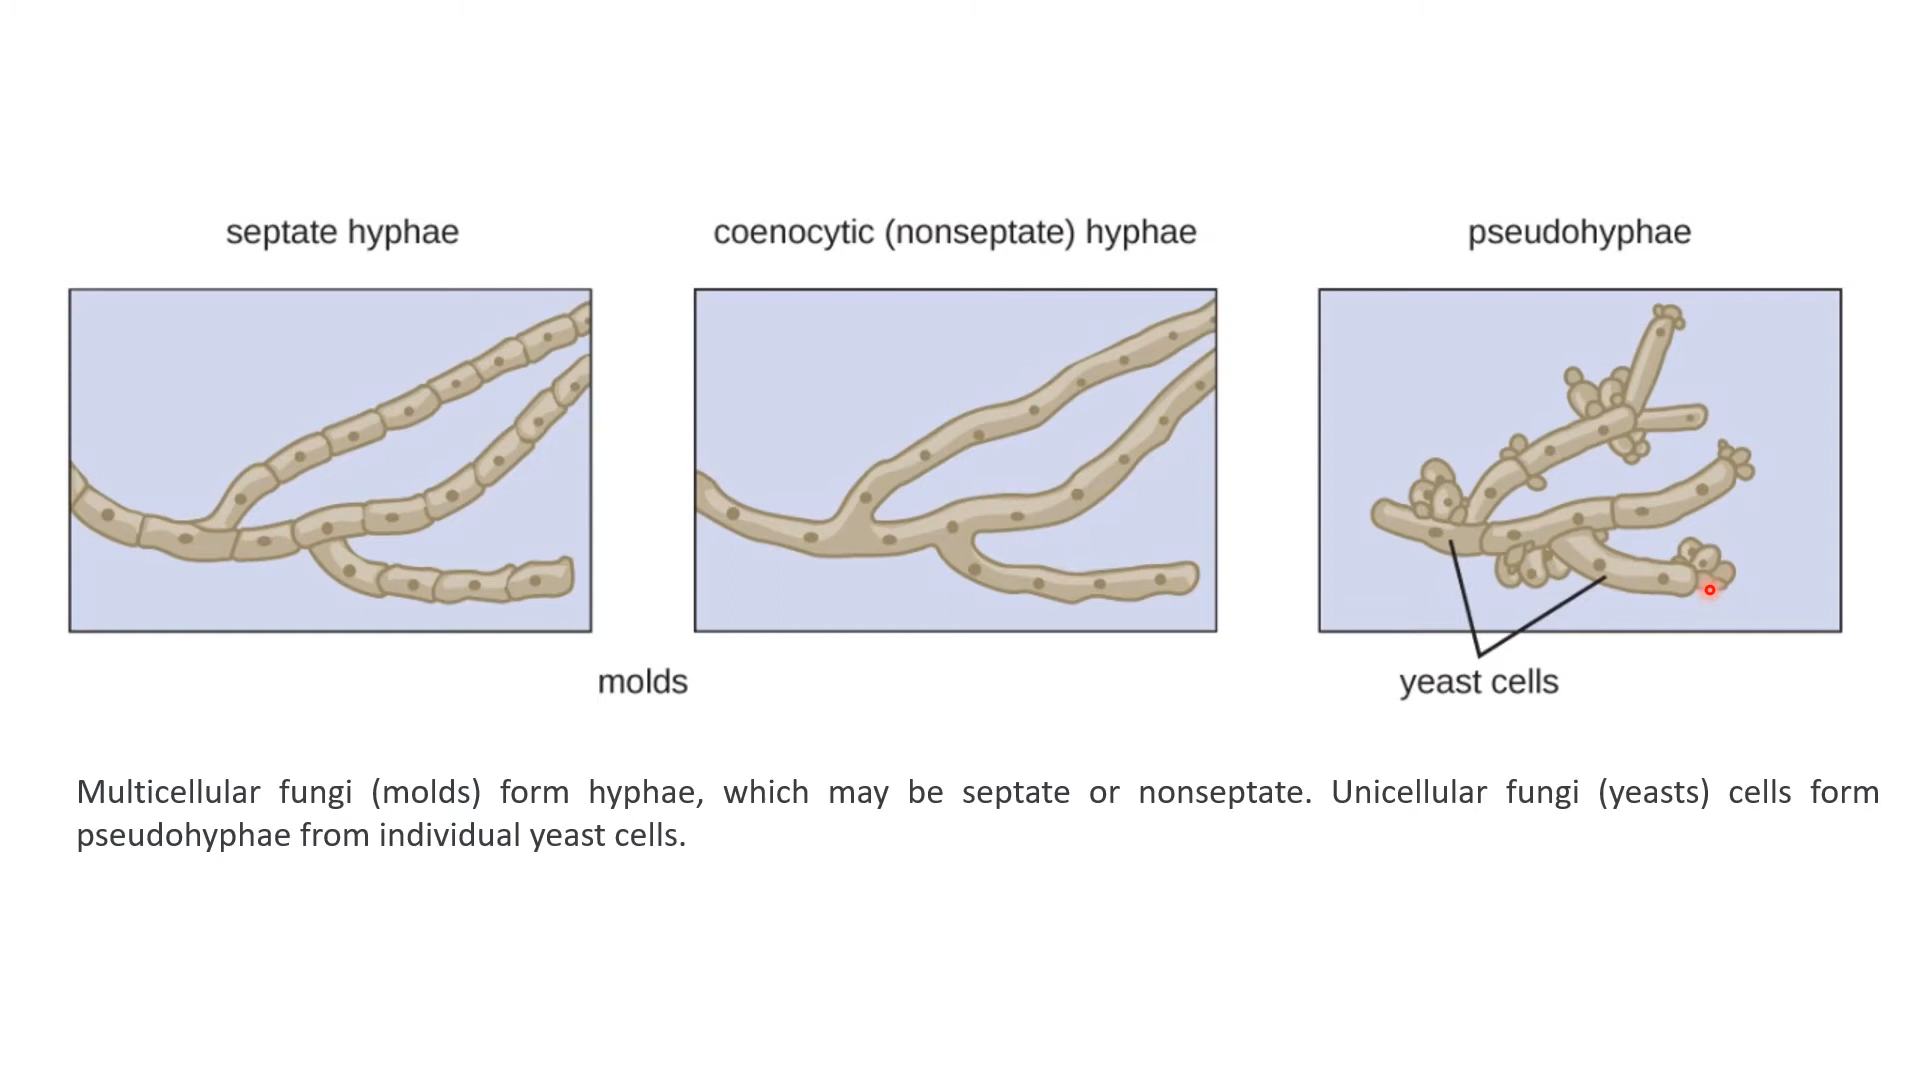 septate hyphae
coenocytic (nonseptate) hyphae
pseudohyphae
molds
yeast cells
Multicellular fungi (molds) form hyphae, which may be septate or nonseptate. Unicellular fungi (yeasts) cells form
pseudohyphae from individual yeast cells.